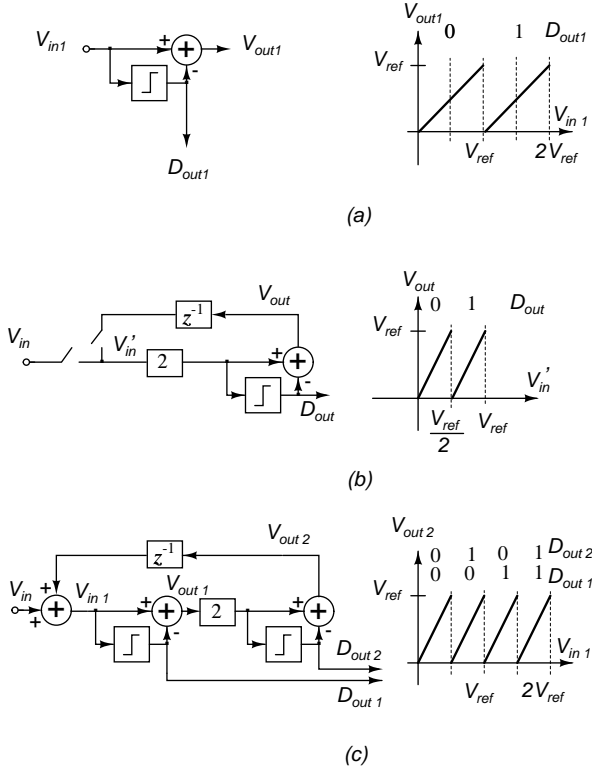 V_in1 + + V_out1
-
D_out1
V_out1
0 1 D_out1
V_ref
V_in 1
V_ref 2V_ref
(a)
V_out
z^-1
V_in V_in' 2 + +
-
D_out
V_out
0 1 D_out
V_ref
V_in'
V_ref/2 V_ref
(b)
V_out 2
z^-1
V_in + + + V_in 1 + + V_out 1 2 + +
- -
D_out 2
D_out 1
V_out 2
0 1 0 1 D_out 2
0 0 1 1 D_out 1
V_ref
V_in 1
V_ref 2V_ref
(c)